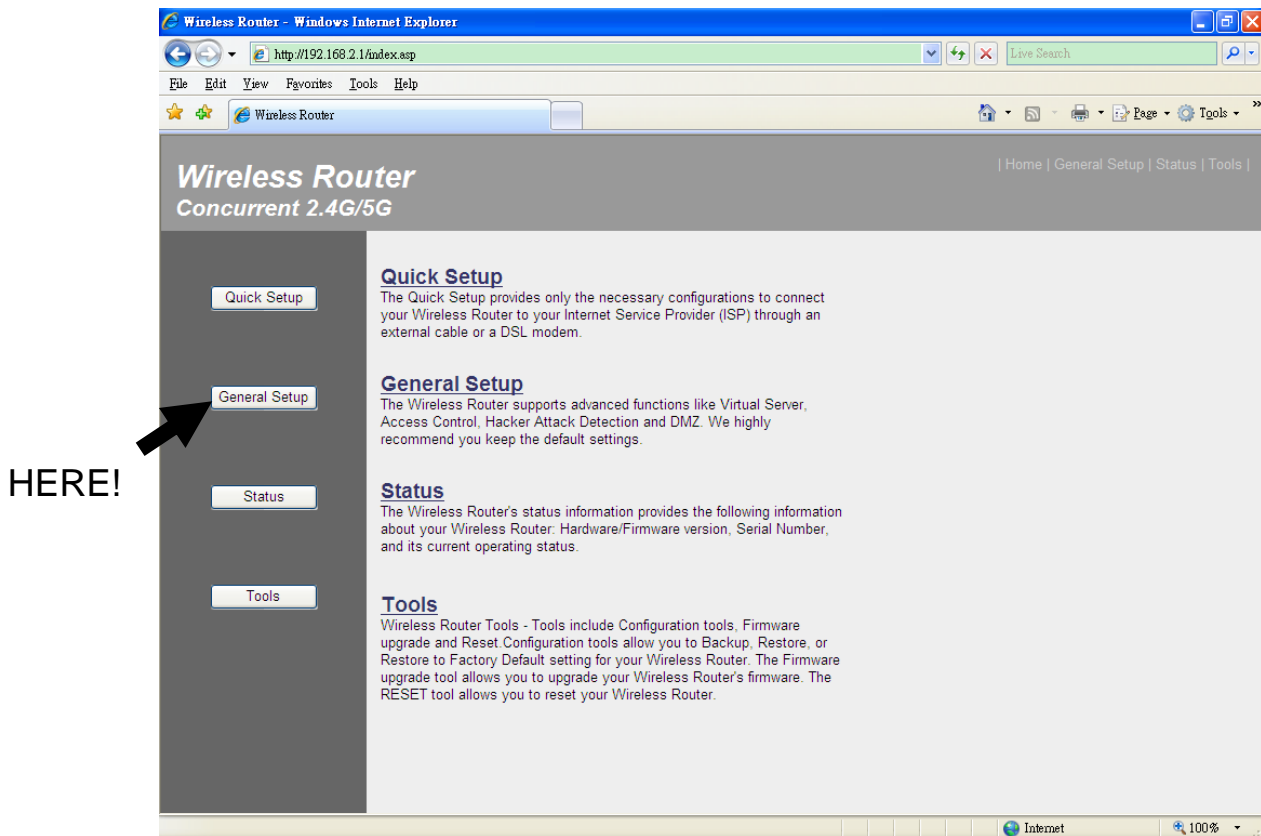 Wireless Router - Windows Internet Explorer
http://192.168.2.1/index.asp
Live Search
File Edit View Favorites Tools Help
Wireless Router
Page Tools »
Wireless Router
Concurrent 2.4G/5G
| Home | General Setup | Status | Tools |
Quick Setup
Quick Setup
The Quick Setup provides only the necessary configurations to connect
your Wireless Router to your Internet Service Provider (ISP) through an
external cable or a DSL modem.
General Setup
General Setup
The Wireless Router supports advanced functions like Virtual Server,
Access Control, Hacker Attack Detection and DMZ. We highly
recommend you keep the default settings.
HERE!
Status
Status
The Wireless Router's status information provides the following information
about your Wireless Router: Hardware/Firmware version, Serial Number,
and its current operating status.
Tools
Tools
Wireless Router Tools - Tools include Configuration tools, Firmware
upgrade and Reset.Configuration tools allow you to Backup, Restore, or
Restore to Factory Default setting for your Wireless Router. The Firmware
upgrade tool allows you to upgrade your Wireless Router's firmware. The
RESET tool allows you to reset your Wireless Router.
Internet
100%